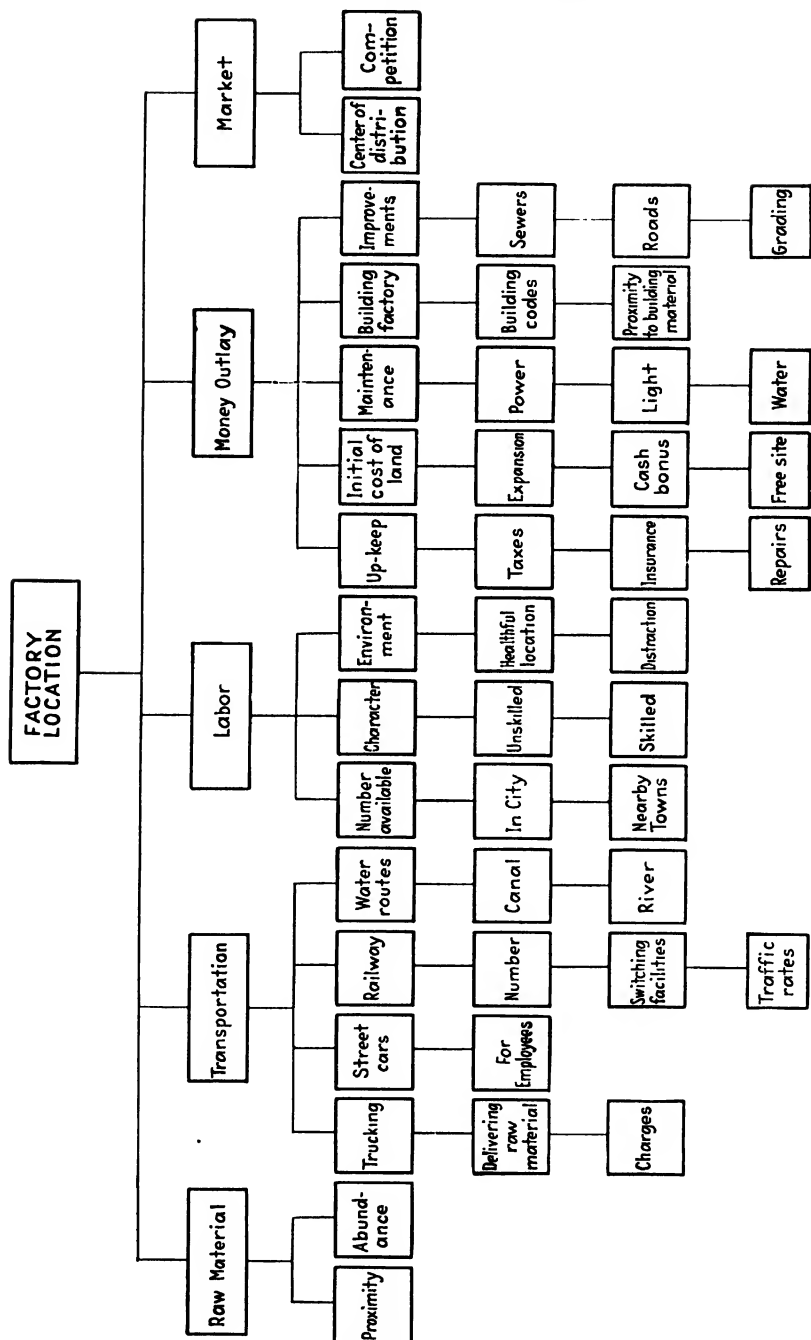 FACTORY
LOCATION
Raw Material
Transportation
Labor
Money Outlay
Market
Proximity
Abund-
ance
Trucking
Street
cars
Railway
Water
routes
Number
available
Character
Environ-
ment
Up-keep
Initial
cost of
land
Mainten-
ance
Building
factory
Improve-
ments
Center of
distri-
bution
Com-
petition
Delivering
raw
material
For
Employees
Number
Canal
In City
Unskilled
Healthful
location
Taxes
Expansion
Power
Building
codes
Sewers
Charges
Switching
facilities
River
Nearby
Towns
Skilled
Distraction
Insurance
Cash
bonus
Light
Proximity
to building
material
Roads
Traffic
rates
Repairs
Free site
Water
Grading